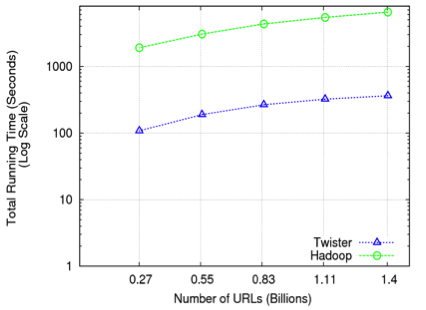 Total Running Time (Seconds)
(Log Scale)
1000
100
10
1
Twister
Hadoop
0.27 0.55 0.83 1.11 1.4
Number of URLs (Billions)